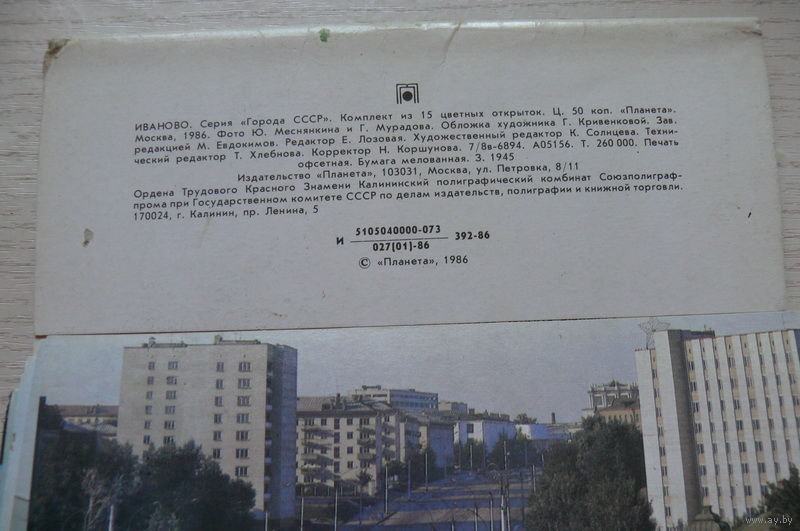 ИВАНОВО. Серия «Города СССР». Комплект из 15 цветных открыток. Ц. 50 коп. «Планета».
Москва, 1986. Фото Ю. Меснянкина и Г. Мурадова. Обложка художника Г. Кривенковой. Зав.
редакцией М. Евдокимов. Редактор Е. Лозовая. Художественный редактор К. Солнцева. Техни-
ческий редактор Т. Хлебнова. Корректор Н. Коршунова. 7/8в-6894. А05156. Т. 260 000. Печать
офсетная. Бумага мелованная. З. 1945
Издательство «Планета», 103031, Москва, ул. Петровка, 8/11
Ордена Трудового Красного Знамени Калининский полиграфический комбинат Союзполиграф-
прома при Государственном комитете СССР по делам издательств, полиграфии и книжной торговли.
170024, г. Калинин, пр. Ленина, 5
5105040000-073
И 392-86
027(01)-86
© «Планета», 1986
www.ay.by